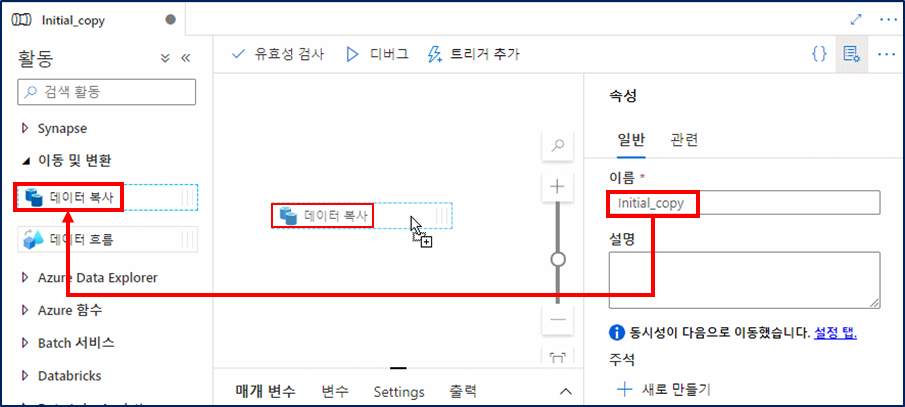 Initial_copy
활동
검색 활동
Synapse
이동 및 변환
데이터 복사
데이터 흐름
Azure Data Explorer
Azure 함수
Batch 서비스
Databricks
유효성 검사 디버그 트리거 추가
데이터 복사
매개 변수 변수 Settings 출력
{}
속성
일반 관련
이름 *
Initial_copy
설명
동시성이 다음으로 이동했습니다. 설정 탭.
주석
새로 만들기